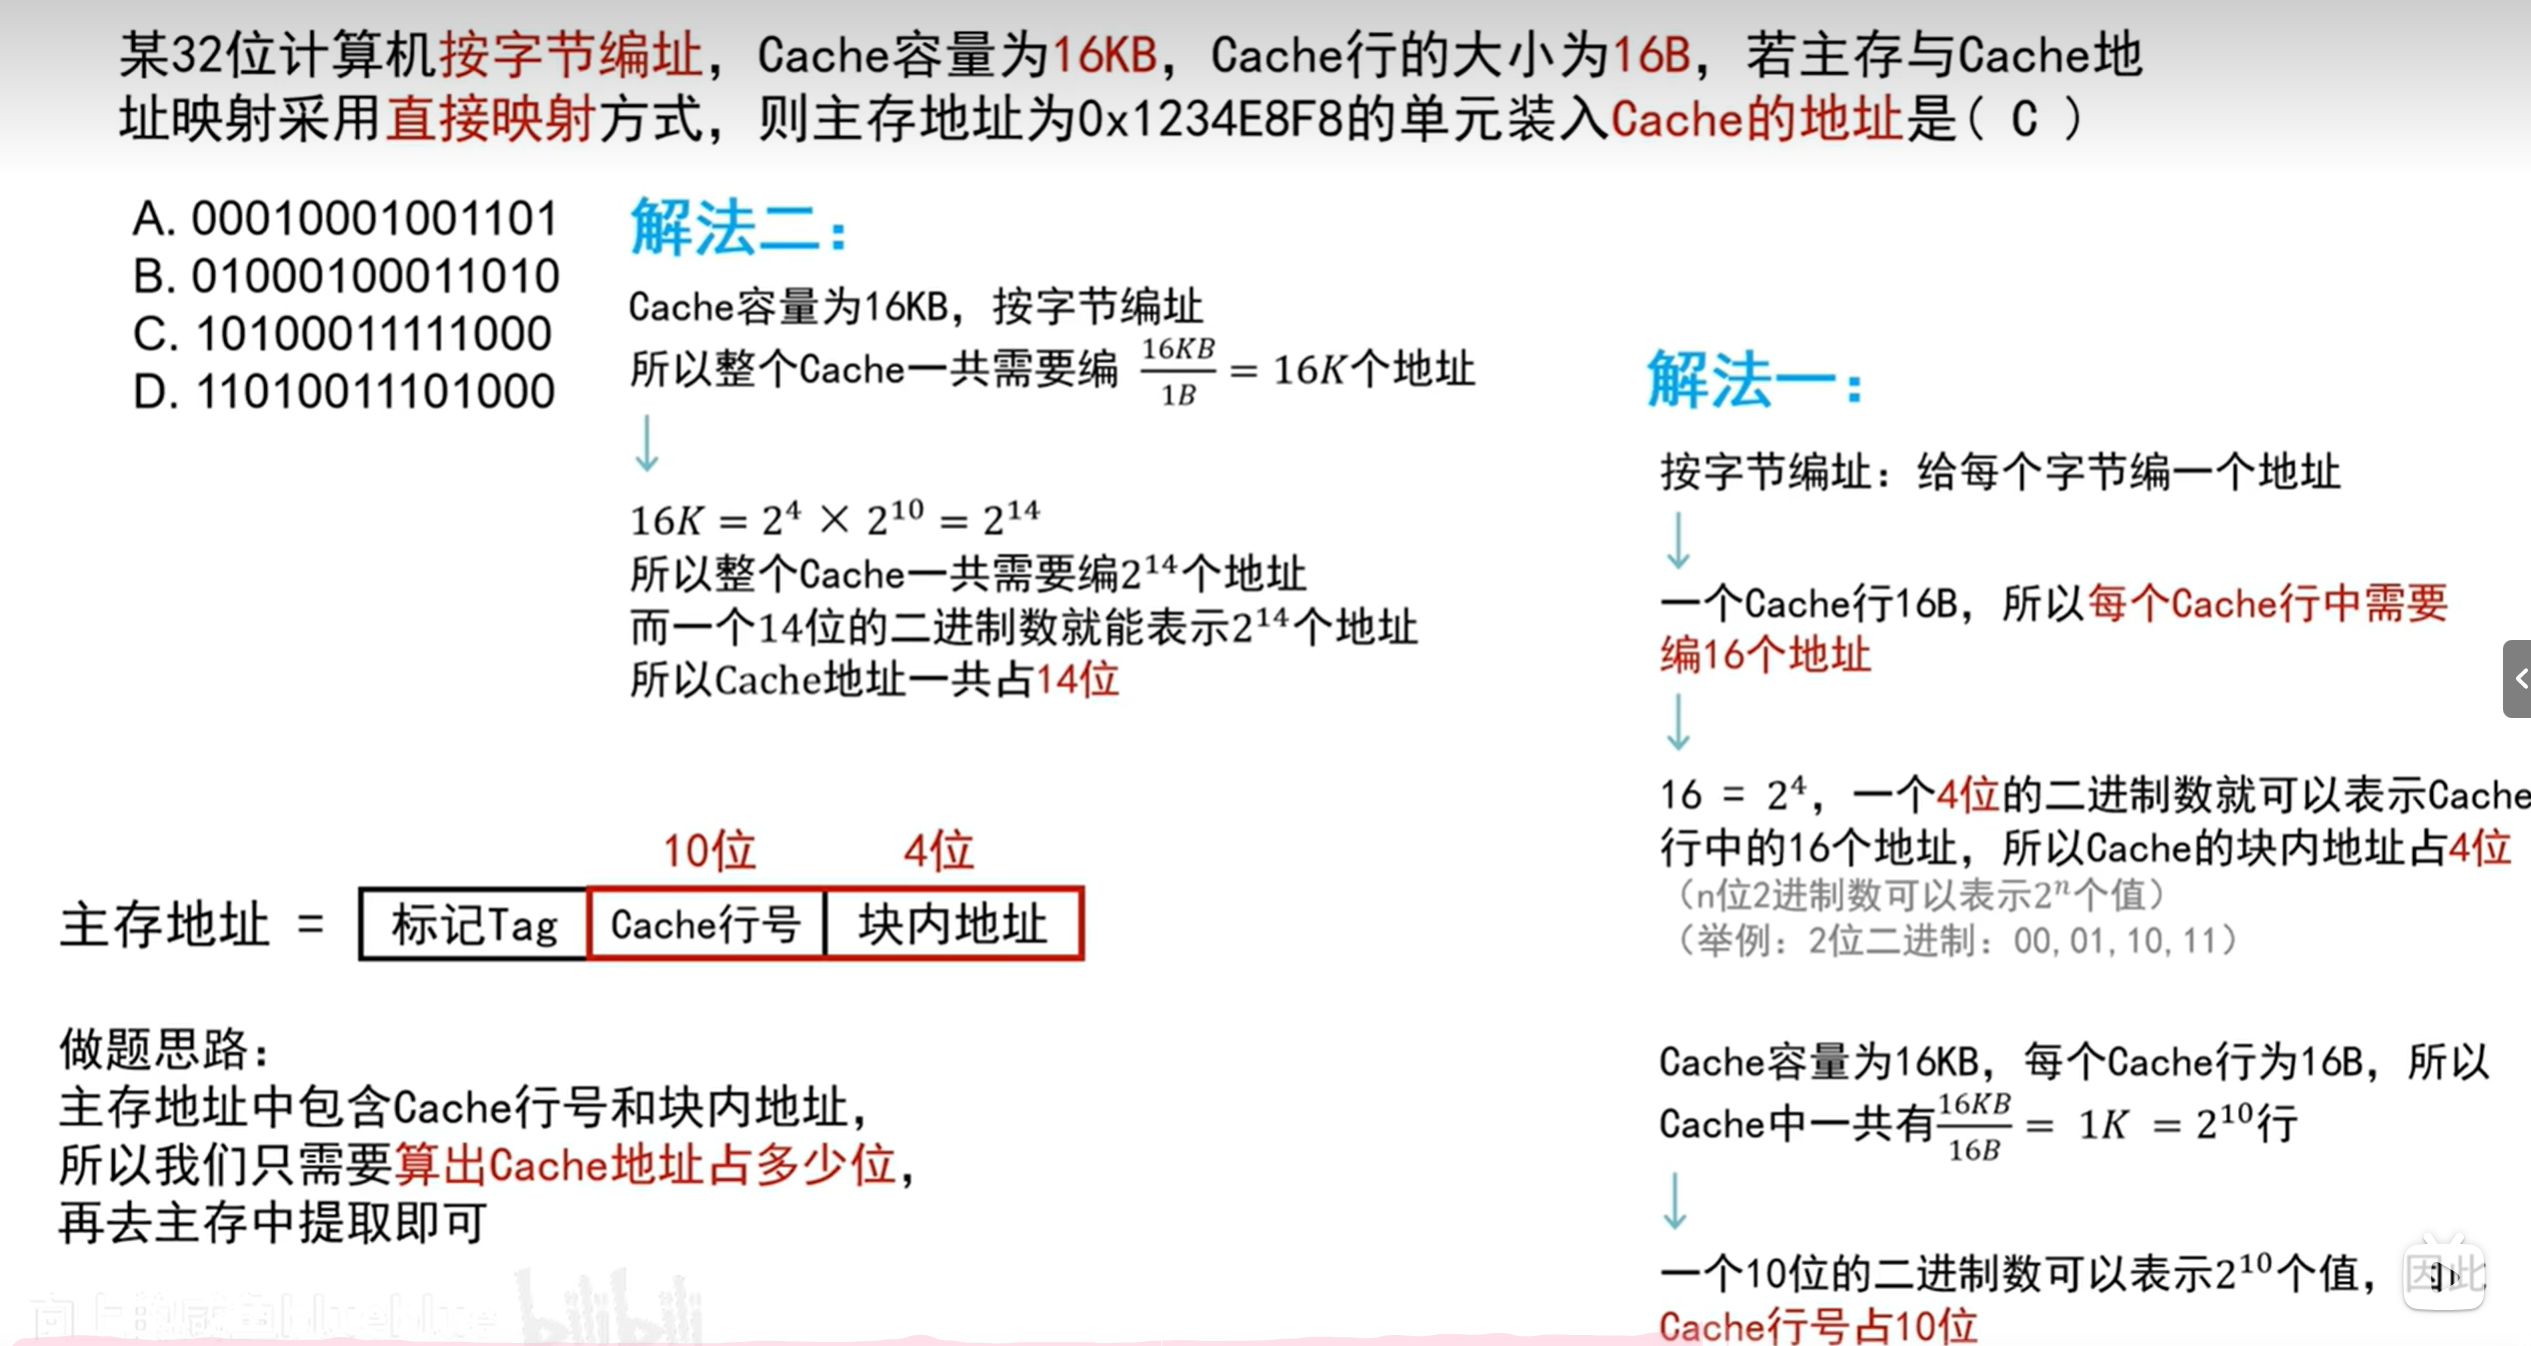 某32位计算机按字节编址，Cache容量为16KB，Cache行的大小为16B，若主存与Cache地
址映射采用直接映射方式，则主存地址为0x1234E8F8的单元装入Cache的地址是( C )
A. 00010001001101
B. 01000100011010
C. 10100011111000
D. 11010011101000
解法二：
Cache容量为16KB，按字节编址
所以整个Cache一共需要编 16KB/1B = 16K个地址
↓
16K = 2⁴ × 2¹⁰ = 2¹⁴
所以整个Cache一共需要编2¹⁴个地址
而一个14位的二进制数就能表示2¹⁴个地址
所以Cache地址一共占14位
10位 4位
主存地址 = 标记Tag Cache行号 块内地址
做题思路：
主存地址中包含Cache行号和块内地址，
所以我们只需要算出Cache地址占多少位，
再去主存中提取即可
解法一：
按字节编址：给每个字节编一个地址
↓
一个Cache行16B，所以每个Cache行中需要
编16个地址
↓
16 = 2⁴，一个4位的二进制数就可以表示Cache
行中的16个地址，所以Cache的块内地址占4位
（n位2进制数可以表示2ⁿ个值）
（举例：2位二进制：00,01,10,11）
Cache容量为16KB，每个Cache行为16B，所以
Cache中一共有16KB/16B = 1K = 2¹⁰行
↓
一个10位的二进制数可以表示2¹⁰个值，因此
Cache行号占10位
bilibili